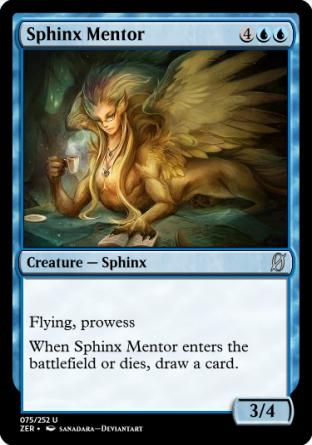 Sphinx Mentor 4
Creature — Sphinx
Flying, prowess
When Sphinx Mentor enters the
battlefield or dies, draw a card.
3/4
075/252 U
ZER • SANADARA—DEVIANTART